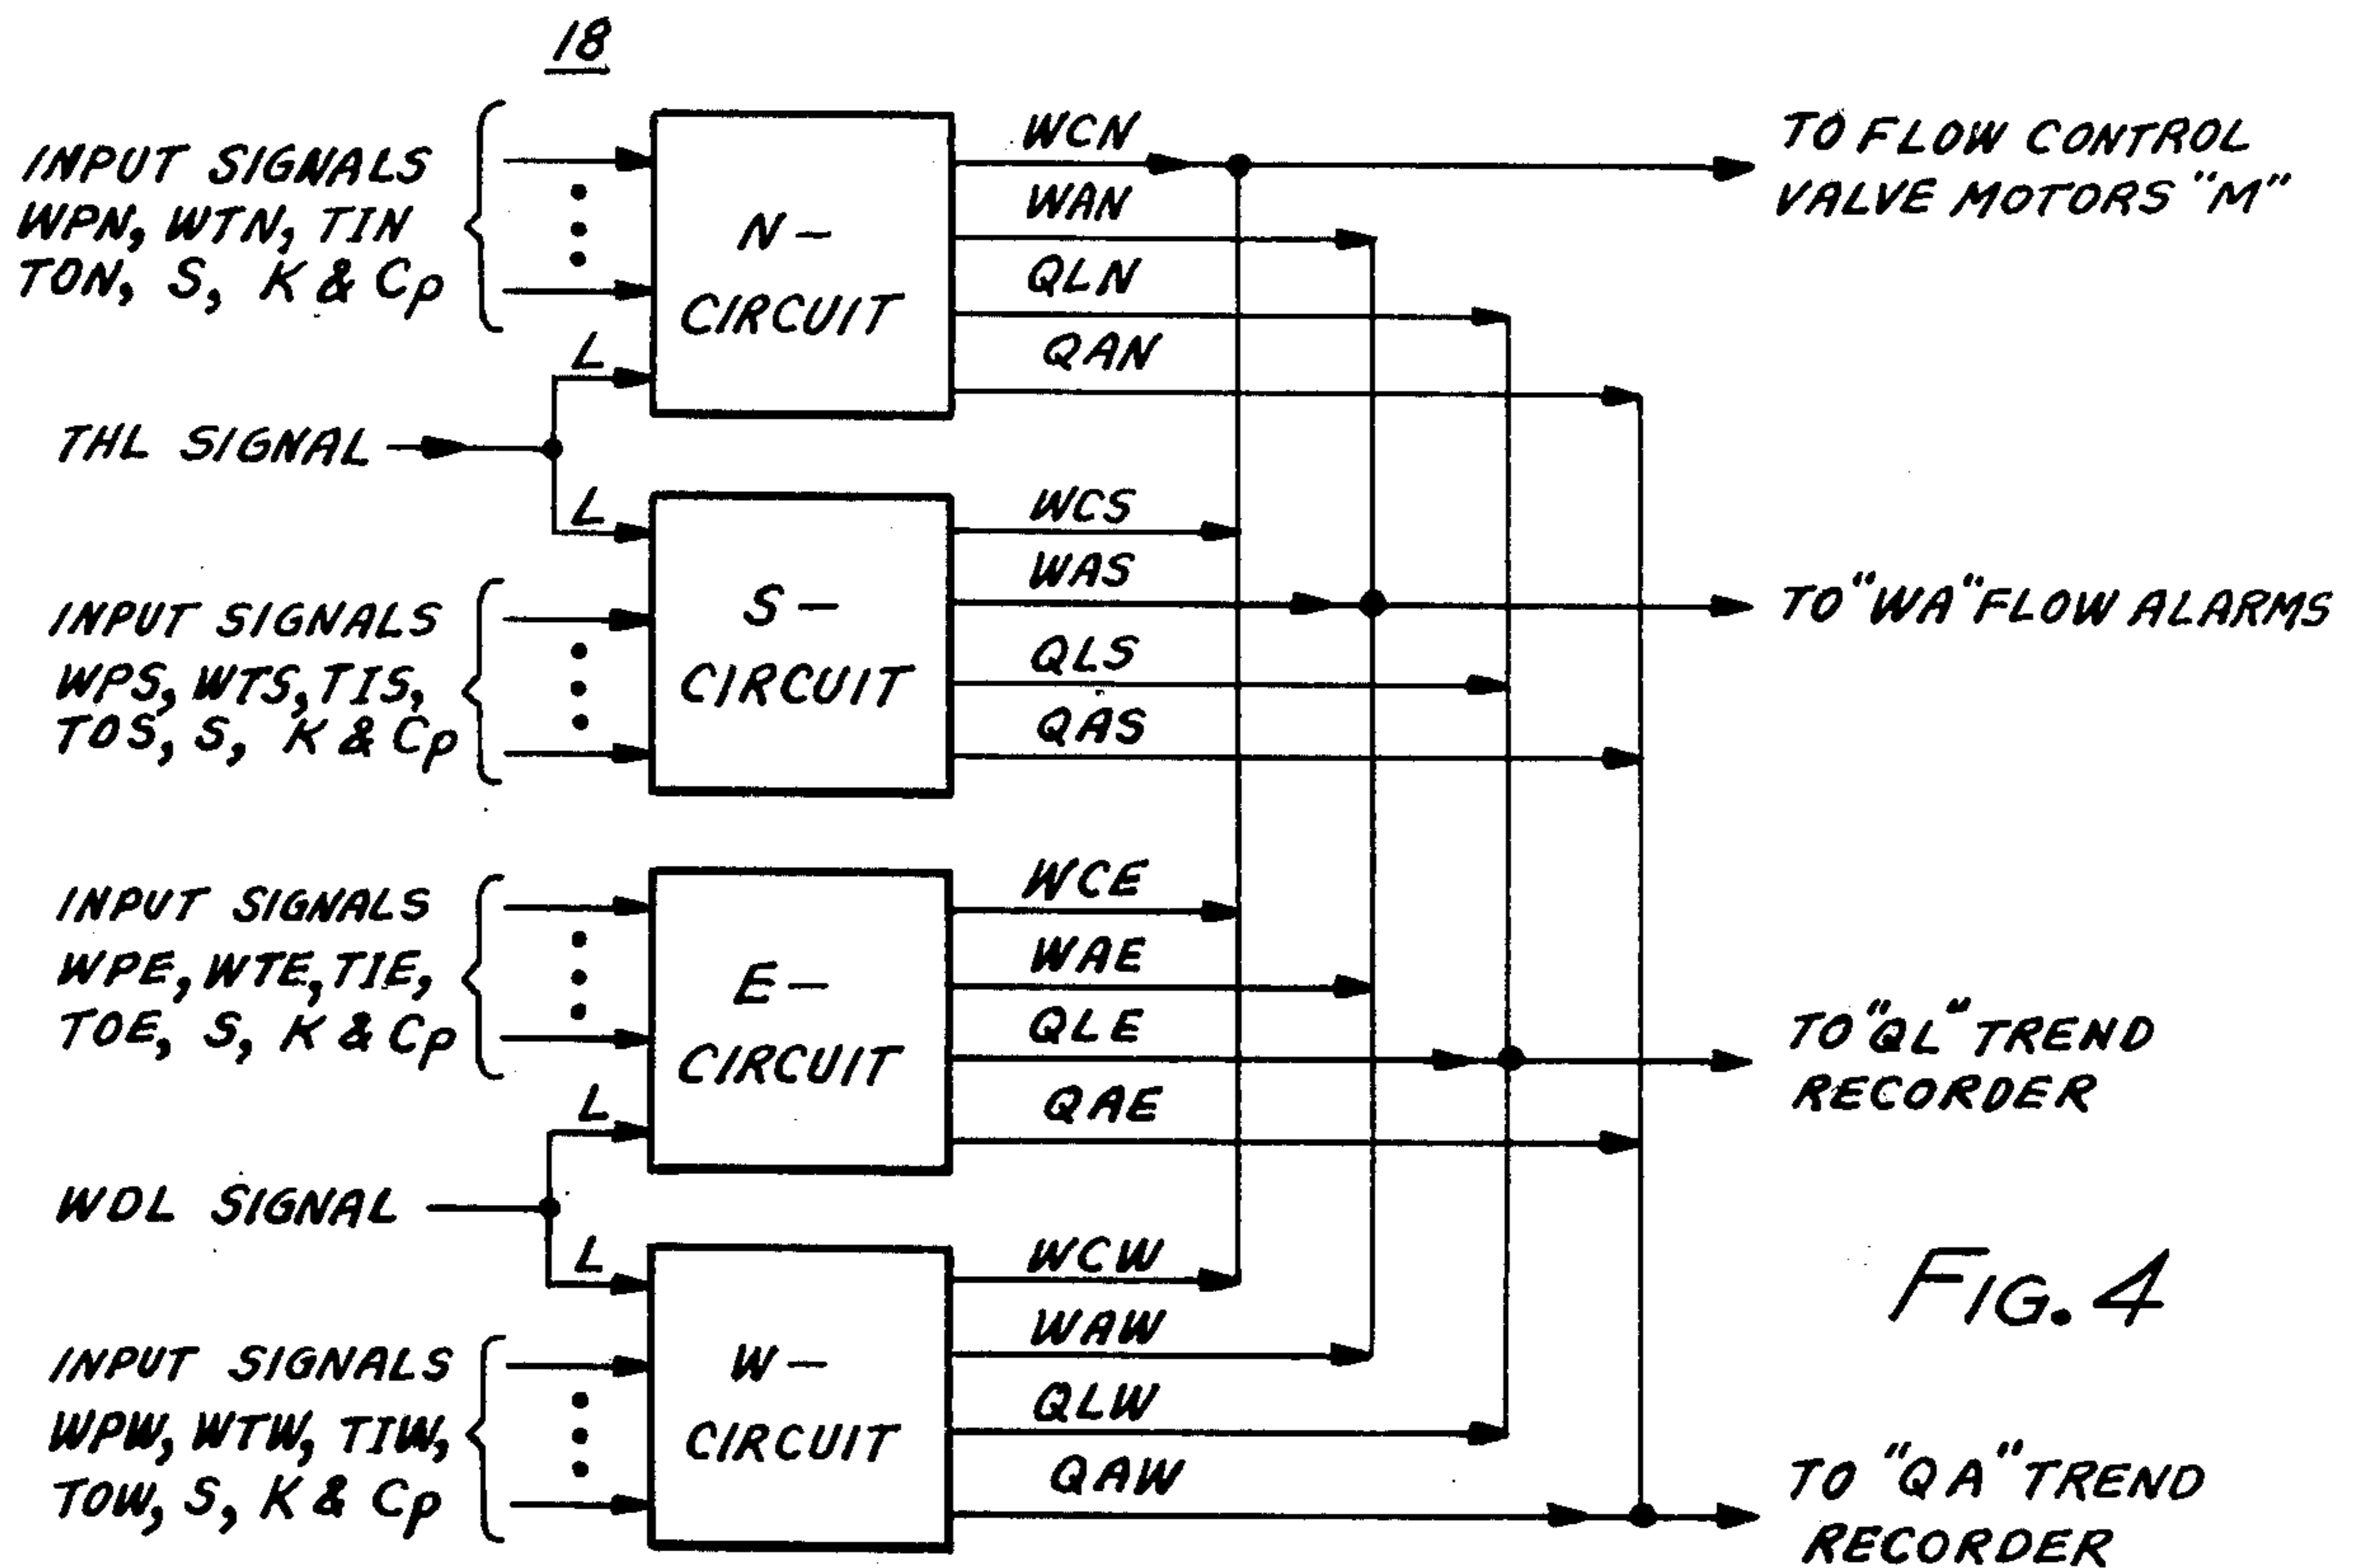 18
INPUT SIGNALS
WPN, WTN, TIN
TON, S, K & Cp
L
THL SIGNAL
L
N-
CIRCUIT
WCN
WAN
QLN
QAN
TO FLOW CONTROL
VALVE MOTORS "M"
INPUT SIGNALS
WPS, WTS, TIS,
TOS, S, K & Cp
S-
CIRCUIT
WCS
WAS
QLS
QAS
TO "WA" FLOW ALARMS
INPUT SIGNALS
WPE, WTE, TIE,
TOE, S, K & Cp
L
WDL SIGNAL
L
E-
CIRCUIT
WCE
WAE
QLE
QAE
TO "QL" TREND
RECORDER
INPUT SIGNALS
WPW, WTW, TIW,
TOW, S, K & Cp
W-
CIRCUIT
WCW
WAW
QLW
QAW
TO "QA" TREND
RECORDER
FIG. 4